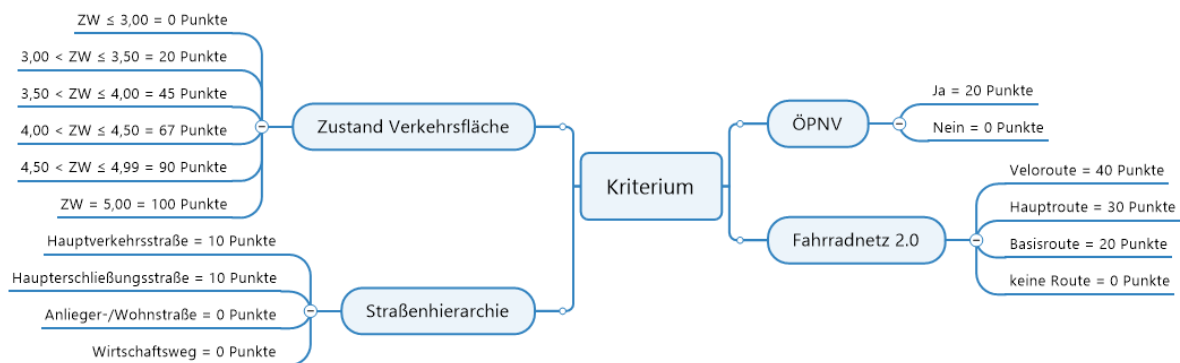 Kriterium
Zustand Verkehrsfläche
ZW ≤ 3,00 = 0 Punkte
3,00 < ZW ≤ 3,50 = 20 Punkte
3,50 < ZW ≤ 4,00 = 45 Punkte
4,00 < ZW ≤ 4,50 = 67 Punkte
4,50 < ZW ≤ 4,99 = 90 Punkte
ZW = 5,00 = 100 Punkte
Straßenhierarchie
Hauptverkehrsstraße = 10 Punkte
Haupterschließungsstraße = 10 Punkte
Anlieger-/Wohnstraße = 0 Punkte
Wirtschaftsweg = 0 Punkte
ÖPNV
Ja = 20 Punkte
Nein = 0 Punkte
Fahrradnetz 2.0
Veloroute = 40 Punkte
Hauptroute = 30 Punkte
Basisroute = 20 Punkte
keine Route = 0 Punkte